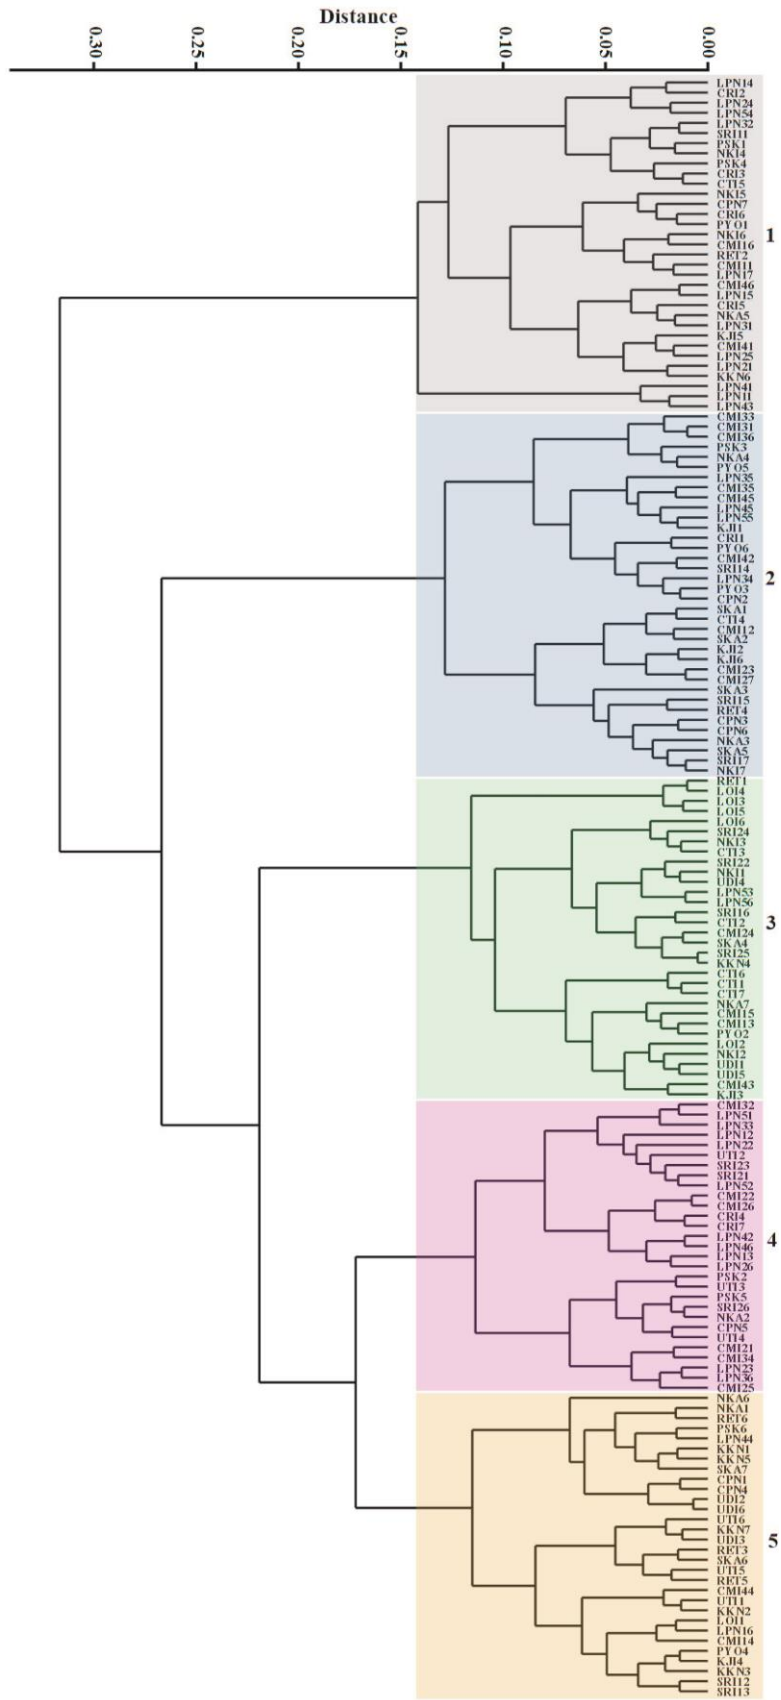 Distance
0.30 0.25 0.20 0.15 0.10 0.05 0.00
LPN14
CRI2
LPN24
LPN54
LPN32
SRI11
PSK1
NKI4
PSK4
CRI3
CTI5
NKI5
CPN7
CRI6
PYO1
NKI6
CMI16
RET2
CMI11
LPN17
CMI46
LPN15
CRI5
NKA5
LPN31
KJI5
CMI41
LPN25
LPN21
KKN6
LPN41
LPN11
LPN43
1
CMI33
CMI31
CMI36
PSK3
NKA4
PYO5
LPN35
CMI35
CMI45
LPN45
LPN55
KJI1
CRI1
PYO6
CMI42
SRI14
LPN34
PYO3
CPN2
SKA1
CTI4
CMI12
SKA2
KJI2
KJI6
CMI23
CMI27
SKA3
SRI15
RET4
CPN3
CPN6
NKA3
SKA5
SRI17
NKI7
2
RET1
LOI4
LOI3
LOI5
LOI6
SRI24
NKI3
CTI3
SRI22
NKI1
UDI4
LPN53
LPN56
SRI16
CTI2
CMI24
SKA4
SRI25
KKN4
CTI6
CTI1
CTI7
NKA7
CMI15
CMI13
PYO2
LOI2
NKI2
UDI1
UDI5
CMI43
KJI3
3
CMI32
LPN51
LPN33
LPN12
LPN22
UTI2
SRI23
SRI21
LPN52
CMI22
CMI26
CRI4
CRI7
LPN42
LPN46
LPN13
LPN26
PSK2
UTI3
PSK5
SRI26
NKA2
CPN5
UTI4
CMI21
CMI34
LPN23
LPN36
CMI25
4
NKA6
NKA1
RET6
PSK6
LPN44
KKN1
KKN5
SKA7
CPN1
CPN4
UDI2
UDI6
UTI6
KKN7
UDI3
RET3
SKA6
UTI5
RET5
CMI44
UTI1
KKN2
LOI1
LPN16
CMI14
PYO4
KJI4
KKN3
SRI12
SRI13
5